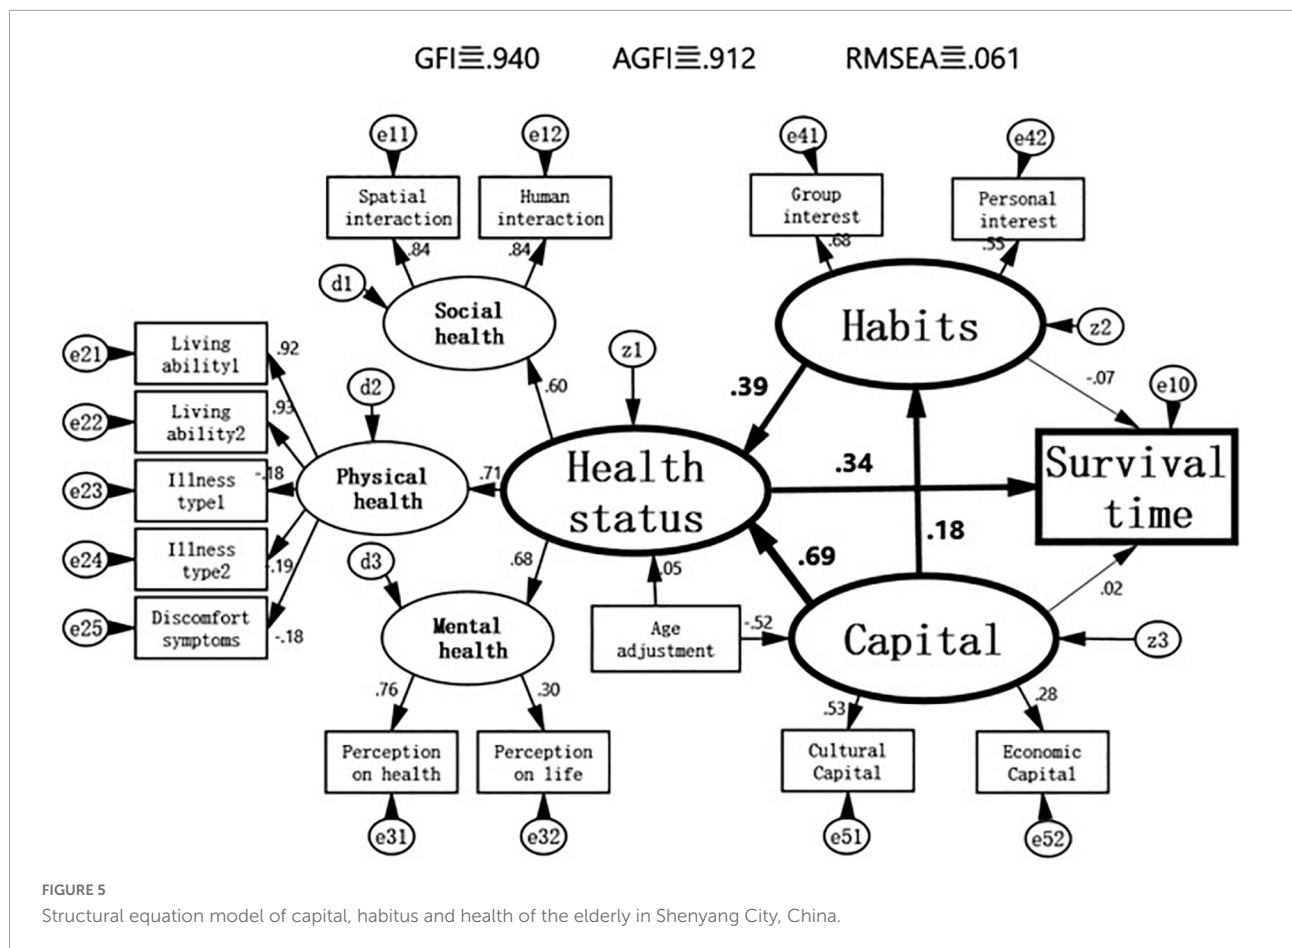 GFI☰.940 AGFI☰.912 RMSEA☰.061
e11 e12 e41 e42
Spatial
interaction
Human
interaction
Group
interest
Personal
interest
.84 .84 .68 .55
d1
Social
health
Habits
z2
z1
e21
Living
ability1
.92
d2
.60
.39
-.07
e10
e22
Living
ability2
.93
e23
Illness
type1
-.18
Physical
health
.71
Health
status
.34
Survival
time
e24
Illness
type2
-.19
d3
.68
.05
.69
.18
.02
e25
Discomfort
symptoms
-.18
Mental
health
Age
adjustment
-.52
Capital
z3
.76 .30 .53 .28
Perception
on health
Perception
on life
Cultural
Capital
Economic
Capital
e31 e32 e51 e52
FIGURE 5
Structural equation model of capital, habitus and health of the elderly in Shenyang City, China.